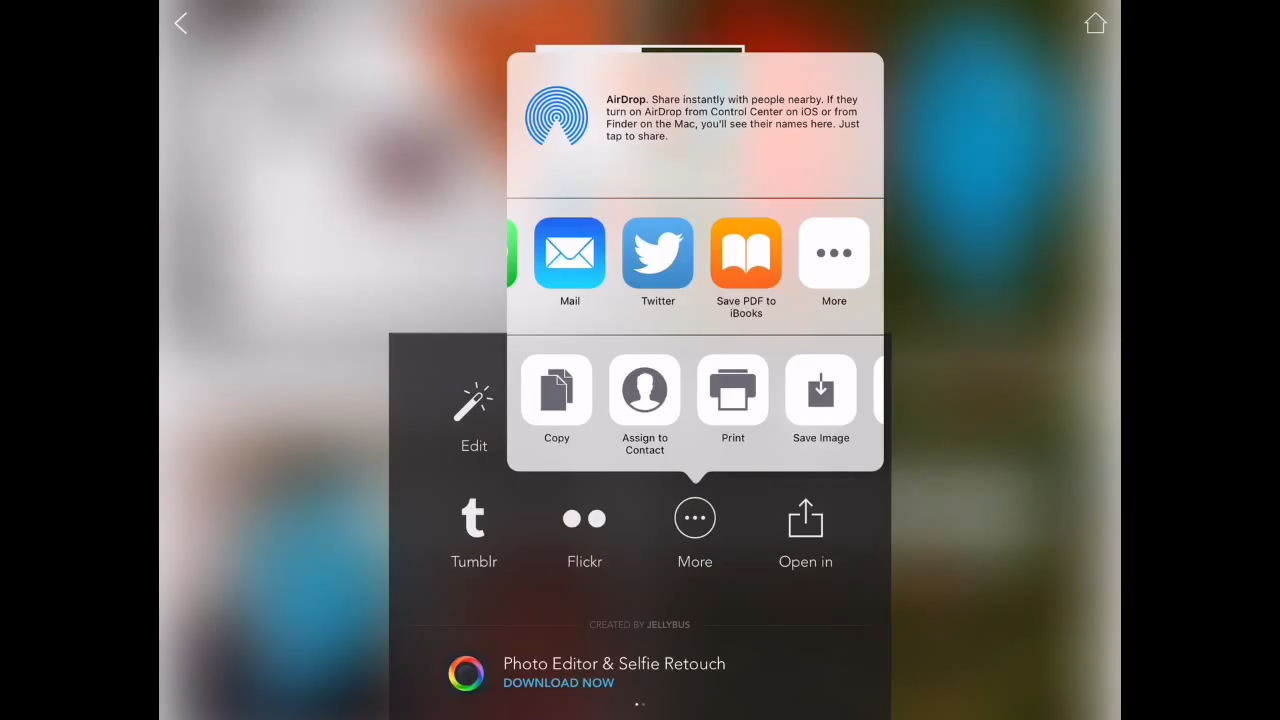 AirDrop. Share instantly with people nearby. If they
turn on AirDrop from Control Center on iOS or from
Finder on the Mac, you'll see their names here. Just
tap to share.
Mail
Twitter
Save PDF to
iBooks
More
Copy
Assign to
Contact
Print
Save Image
Edit
Tumblr
Flickr
More
Open in
CREATED BY JELLYBUS
Photo Editor & Selfie Retouch
DOWNLOAD NOW